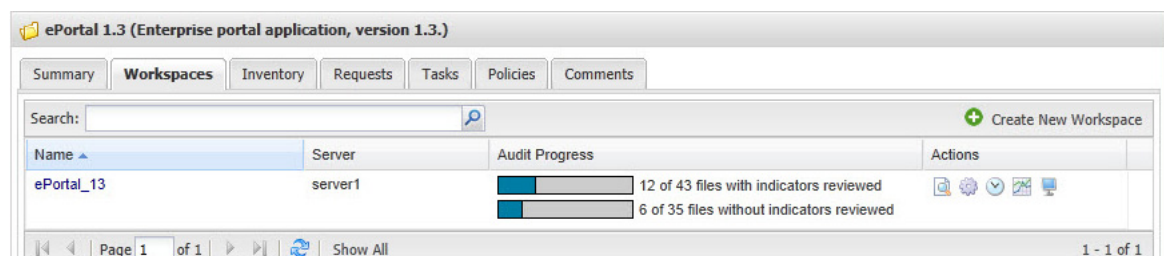 ePortal 1.3 (Enterprise portal application, version 1.3.)
Summary Workspaces Inventory Requests Tasks Policies Comments
Search: Create New Workspace
Name Server Audit Progress Actions
ePortal_13 server1 12 of 43 files with indicators reviewed
6 of 35 files without indicators reviewed
Page 1 of 1 Show All 1 - 1 of 1